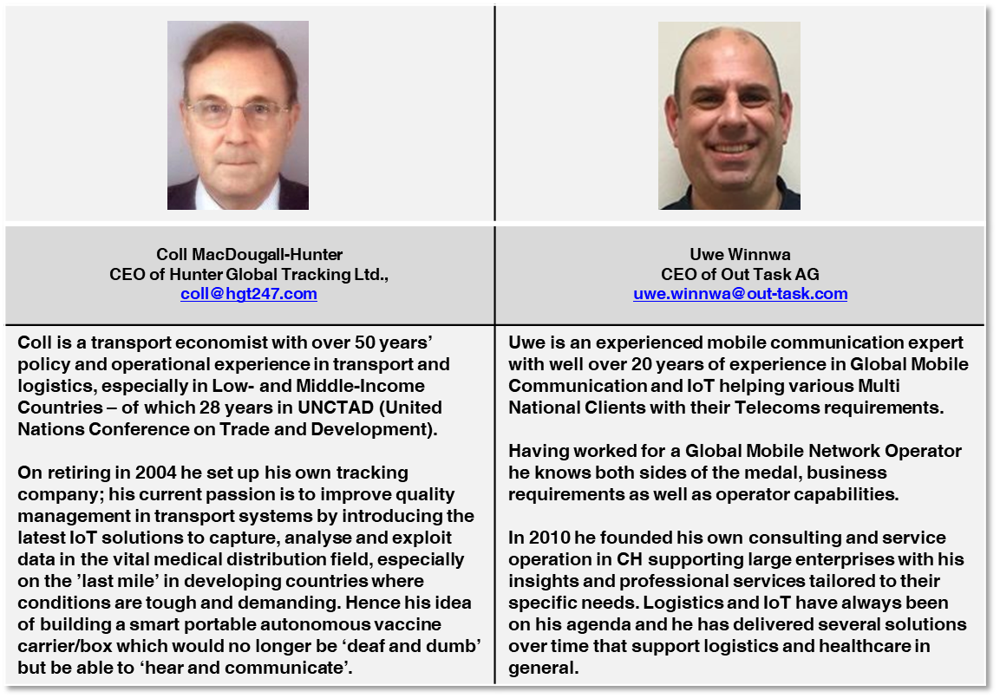 Coll MacDougall-Hunter
CEO of Hunter Global Tracking Ltd.,
coll@hgt247.com
Uwe Winnwa
CEO of Out Task AG
uwe.winnwa@out-task.com
Coll is a transport economist with over 50 years’
policy and operational experience in transport and
logistics, especially in Low- and Middle-Income
Countries – of which 28 years in UNCTAD (United
Nations Conference on Trade and Development).
On retiring in 2004 he set up his own tracking
company; his current passion is to improve quality
management in transport systems by introducing the
latest IoT solutions to capture, analyse and exploit
data in the vital medical distribution field, especially
on the ’last mile’ in developing countries where
conditions are tough and demanding. Hence his idea
of building a smart portable autonomous vaccine
carrier/box which would no longer be ‘deaf and dumb’
but be able to ‘hear and communicate’.
Uwe is an experienced mobile communication expert
with well over 20 years of experience in Global Mobile
Communication and IoT helping various Multi
National Clients with their Telecoms requirements.
Having worked for a Global Mobile Network Operator
he knows both sides of the medal, business
requirements as well as operator capabilities.
In 2010 he founded his own consulting and service
operation in CH supporting large enterprises with his
insights and professional services tailored to their
specific needs. Logistics and IoT have always been
on his agenda and he has delivered several solutions
over time that support logistics and healthcare in
general.